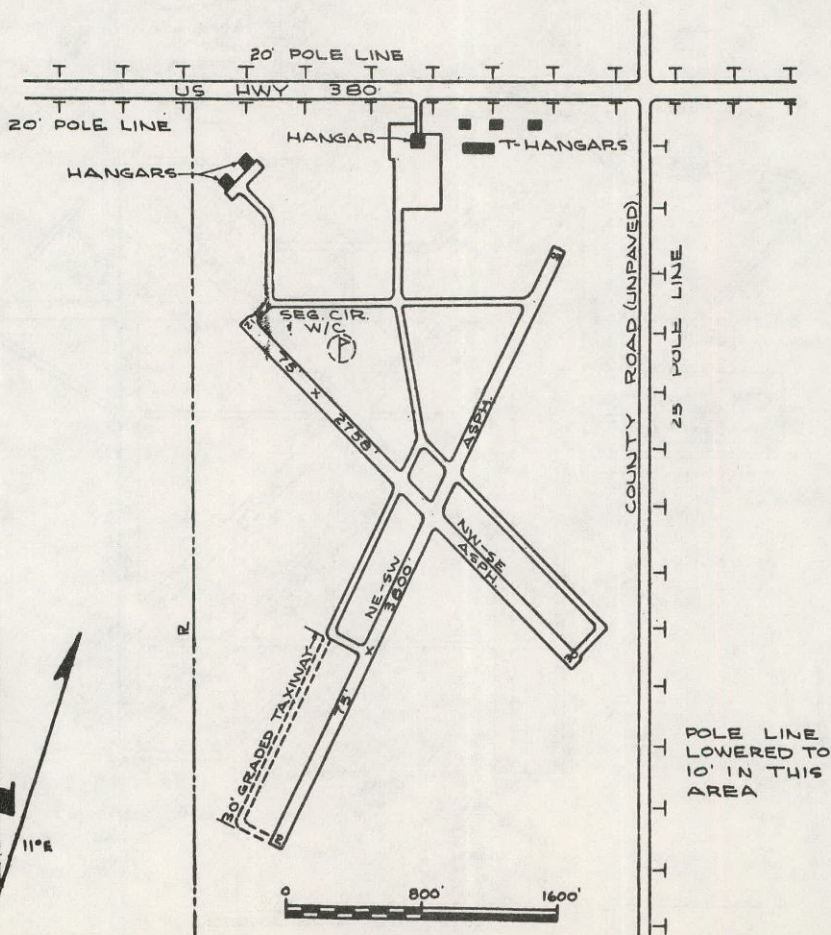 20' POLE LINE
US HWY 380
20' POLE LINE
HANGAR
T-HANGARS
HANGARS
COUNTY ROAD (UNPAVED)
25' POLE LINE
SEG. CIR.
& W/C
75'
2758'
ASPH.
NW-SE
ASPH.
NE-SW
3600'
75'
R
30' GRADED TAXIWAY
2
POLE LINE
LOWERED TO
10' IN THIS
AREA
11°E
0 800' 1600'